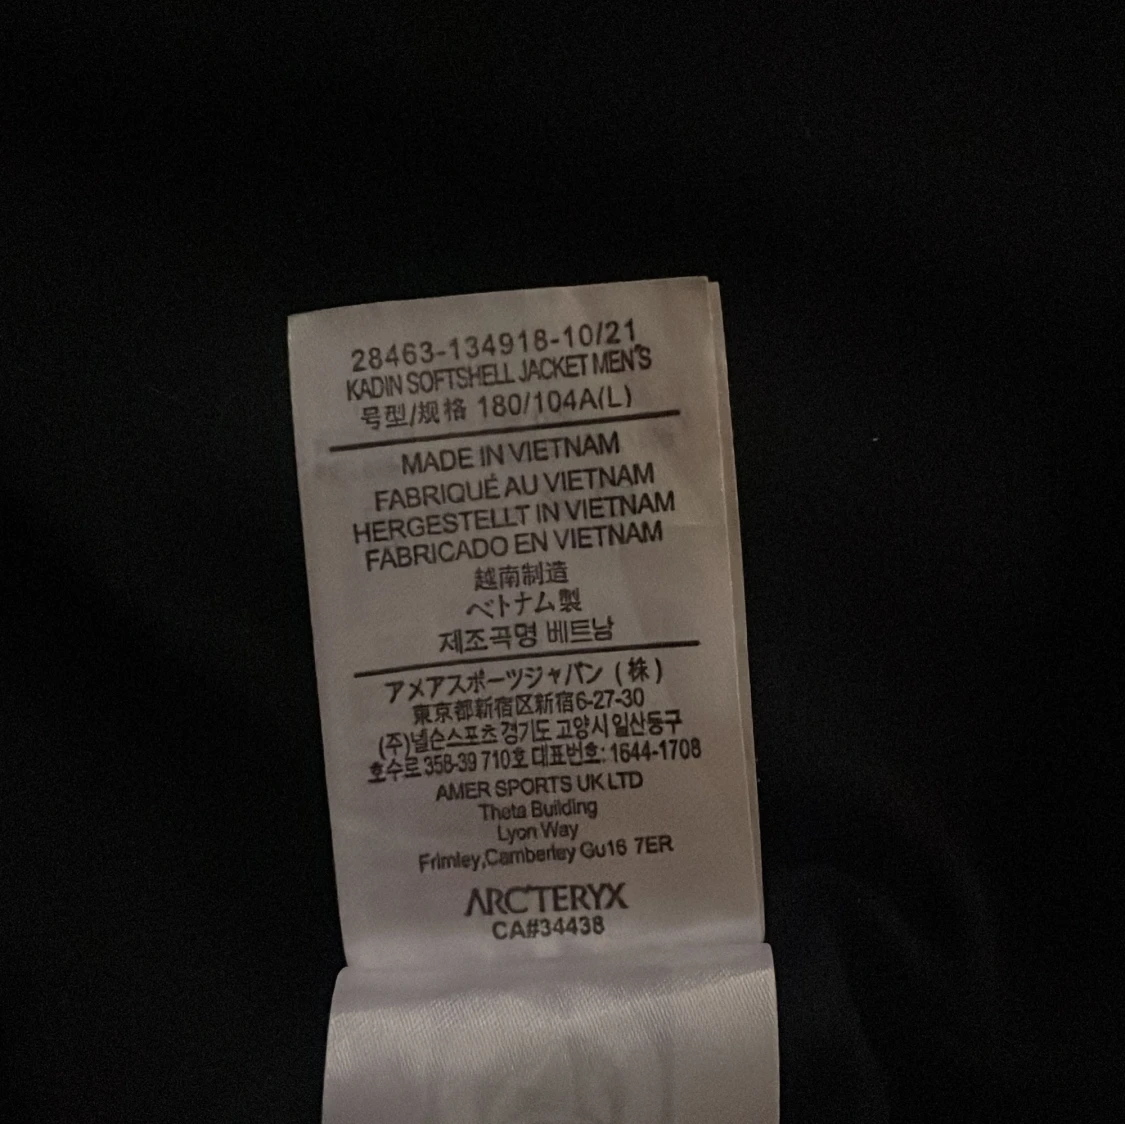 28463-134918-10/21
KADIN SOFTSHELL JACKET MEN'S
号型/规格 180/104A(L)
MADE IN VIETNAM
FABRIQUÉ AU VIETNAM
HERGESTELLT IN VIETNAM
FABRICADO EN VIETNAM
越南制造
ベトナム製
제조곡명 베트남
アメアスポーツジャパン (株)
東京都新宿区新宿6-27-30
(주)넬슨스포츠 경기도 고양시 일산동구
호수로 358-39 710호 대표번호: 1644-1708
AMER SPORTS UK LTD
Theta Building
Lyon Way
Frimley,Camberley Gu16 7ER
ARC'TERYX
CA#34438